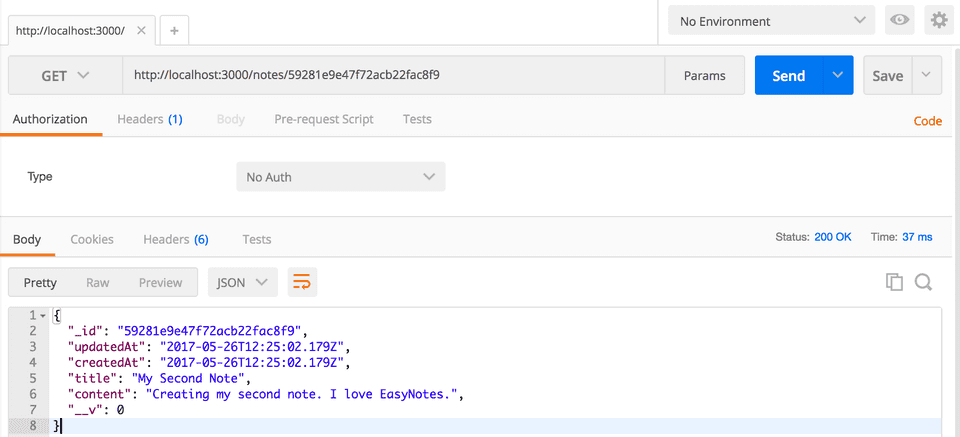 http://localhost:3000/ × + No Environment
GET http://localhost:3000/notes/59281e9e47f72acb22fac8f9 Params Send Save
Authorization Headers (1) Body Pre-request Script Tests Code
Type No Auth
Body Cookies Headers (6) Tests Status: 200 OK Time: 37 ms
Pretty Raw Preview JSON
1 {
2 "_id": "59281e9e47f72acb22fac8f9",
3 "updatedAt": "2017-05-26T12:25:02.179Z",
4 "createdAt": "2017-05-26T12:25:02.179Z",
5 "title": "My Second Note",
6 "content": "Creating my second note. I love EasyNotes.",
7 "__v": 0
8 }